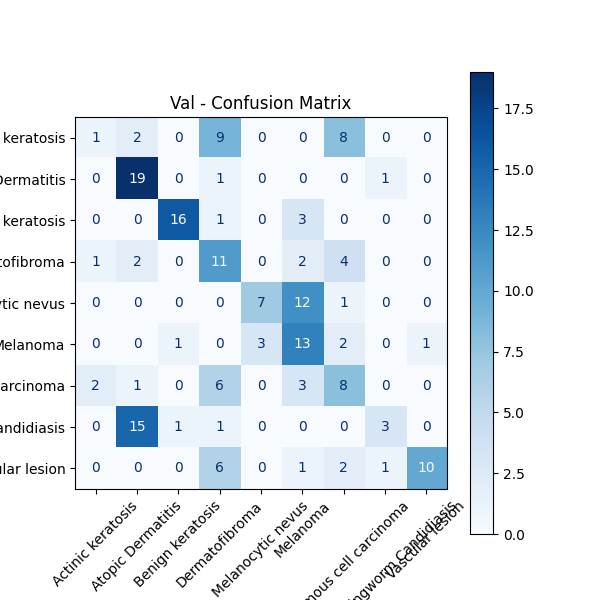 Val - Confusion Matrix
keratosis 1 2 0 9 0 0 8 0 0
Dermatitis 0 19 0 1 0 0 0 1 0
keratosis 0 0 16 1 0 3 0 0 0
tofibroma 1 2 0 11 0 2 4 0 0
ytic nevus 0 0 0 0 7 12 1 0 0
Melanoma 0 0 1 0 3 13 2 0 1
arcinoma 2 1 0 6 0 3 8 0 0
andidiasis 0 15 1 1 0 0 0 3 0
ular lesion 0 0 0 6 0 1 2 1 10
Actinic keratosis
Atopic Dermatitis
Benign keratosis
Dermatofibroma
Melanocytic nevus
Melanoma
mous cell carcinoma
ngworm Candidiasis
Vascular lesion
17.5
15.0
12.5
10.0
7.5
5.0
2.5
0.0